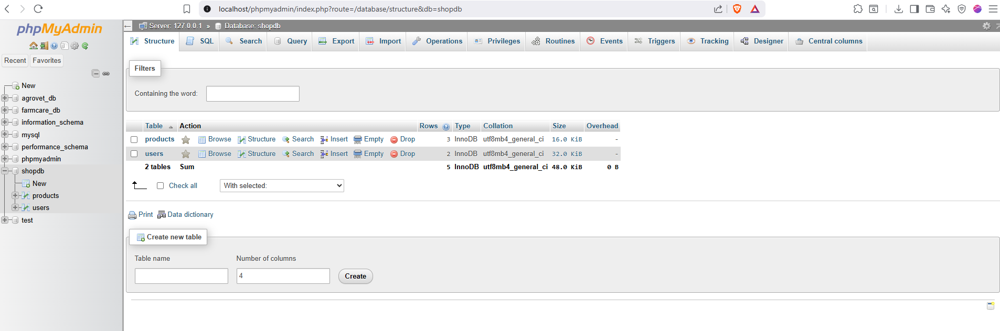 localhost/phpmyadmin/index.php?route=/database/structure&db=shopdb
phpMyAdmin
Recent Favorites
New
agrovet_db
farmcare_db
information_schema
mysql
performance_schema
phpmyadmin
shopdb
New
products
users
test
Server: 127.0.0.1 » Database: shopdb
Structure SQL Search Query Export Import Operations Privileges Routines Events Triggers Tracking Designer Central columns
Filters
Containing the word:
Table Action Rows Type Collation Size Overhead
products Browse Structure Search Insert Empty Drop 3 InnoDB utf8mb4_general_ci 16.0 KiB -
users Browse Structure Search Insert Empty Drop 2 InnoDB utf8mb4_general_ci 32.0 KiB -
2 tables Sum 5 InnoDB utf8mb4_general_ci 48.0 KiB 0 B
Check all With selected:
Print Data dictionary
Create new table
Table name Number of columns
4 Create